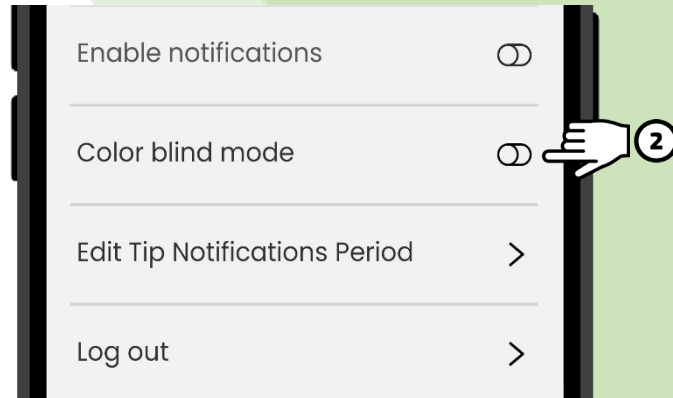 Enable notifications
Color blind mode
2
Edit Tip Notifications Period
Log out